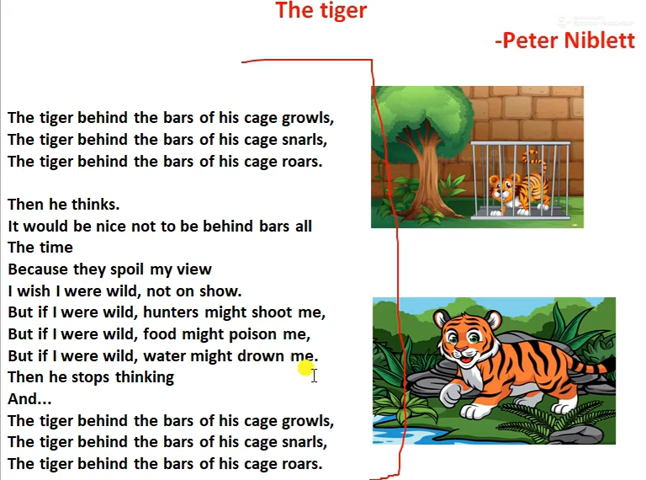 The tiger
-Peter Niblett
The tiger behind the bars of his cage growls,
The tiger behind the bars of his cage snarls,
The tiger behind the bars of his cage roars.
Then he thinks.
It would be nice not to be behind bars all
The time
Because they spoil my view
I wish I were wild, not on show.
But if I were wild, hunters might shoot me,
But if I were wild, food might poison me,
But if I were wild, water might drown me.
Then he stops thinking
And...
The tiger behind the bars of his cage growls,
The tiger behind the bars of his cage snarls,
The tiger behind the bars of his cage roars.